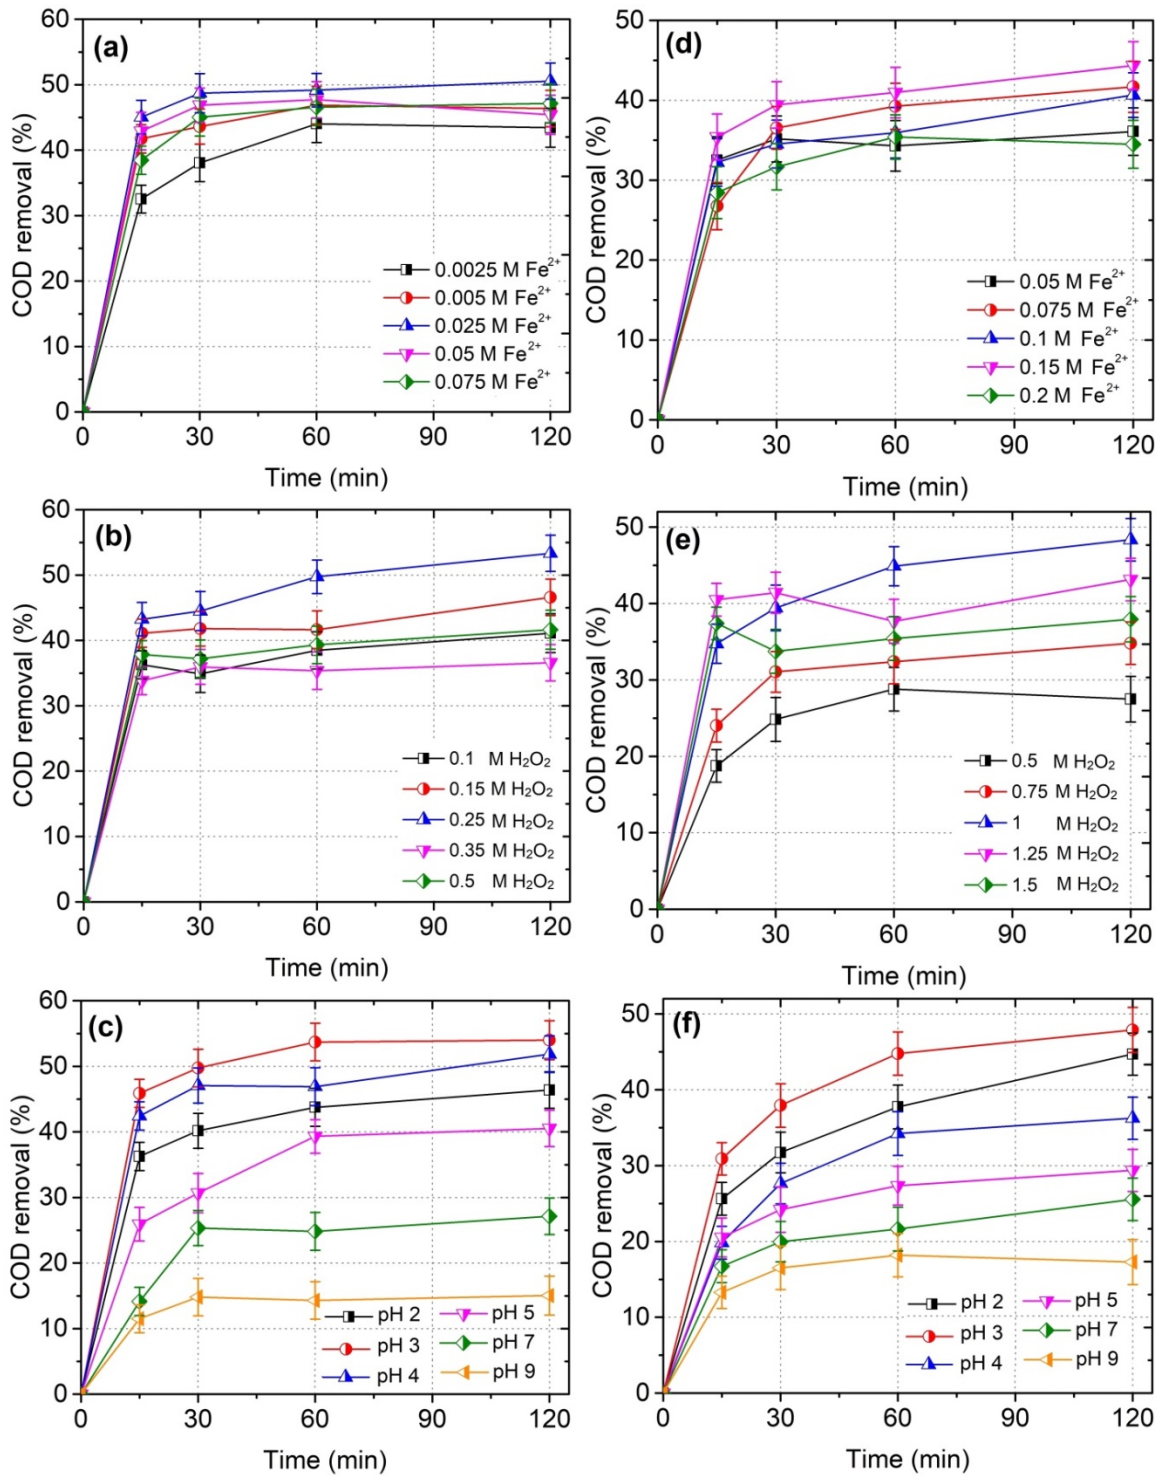 (a)
COD removal (%)
60
50
40
30
20
10
0
0.0025 M Fe²⁺
0.005 M Fe²⁺
0.025 M Fe²⁺
0.05 M Fe²⁺
0.075 M Fe²⁺
0 30 60 90 120
Time (min)
(d)
COD removal (%)
50
40
30
20
10
0
0.05 M Fe²⁺
0.075 M Fe²⁺
0.1 M Fe²⁺
0.15 M Fe²⁺
0.2 M Fe²⁺
0 30 60 90 120
Time (min)
(b)
COD removal (%)
60
50
40
30
20
10
0
0.1 M H₂O₂
0.15 M H₂O₂
0.25 M H₂O₂
0.35 M H₂O₂
0.5 M H₂O₂
0 30 60 90 120
Time (min)
(e)
COD removal (%)
50
40
30
20
10
0
0.5 M H₂O₂
0.75 M H₂O₂
1 M H₂O₂
1.25 M H₂O₂
1.5 M H₂O₂
0 30 60 90 120
Time (min)
(c)
COD removal (%)
60
50
40
30
20
10
0
pH 2 pH 5
pH 3 pH 7
pH 4 pH 9
0 30 60 90 120
Time (min)
(f)
COD removal (%)
50
40
30
20
10
0
pH 2 pH 5
pH 3 pH 7
pH 4 pH 9
0 30 60 90 120
Time (min)